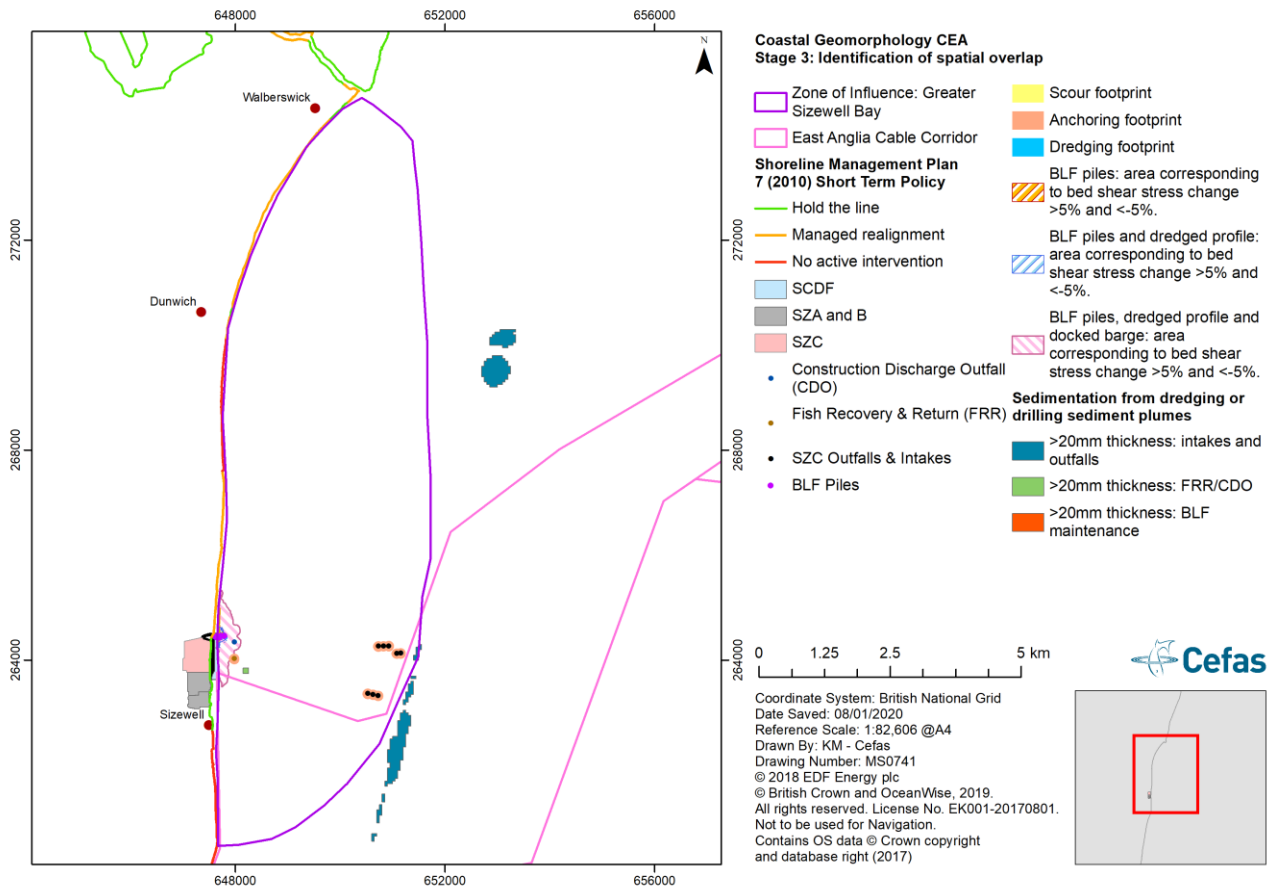 648000
652000
656000
272000
268000
264000
Walberswick
Dunwich
Sizewell
272000
268000
264000
648000
652000
656000
N
Coastal Geomorphology CEA
Stage 3: Identification of spatial overlap
Zone of Influence: Greater
Sizewell Bay
East Anglia Cable Corridor
Shoreline Management Plan
7 (2010) Short Term Policy
Hold the line
Managed realignment
No active intervention
SCDF
SZA and B
SZC
Construction Discharge Outfall
(CDO)
Fish Recovery & Return (FRR)
SZC Outfalls & Intakes
BLF Piles
Scour footprint
Anchoring footprint
Dredging footprint
BLF piles: area corresponding
to bed shear stress change
>5% and <-5%.
BLF piles and dredged profile:
area corresponding to bed
shear stress change >5% and
<-5%.
BLF piles, dredged profile and
docked barge: area
corresponding to bed shear
stress change >5% and <-5%.
Sedimentation from dredging or
drilling sediment plumes
>20mm thickness: intakes and
outfalls
>20mm thickness: FRR/CDO
>20mm thickness: BLF
maintenance
0 1.25 2.5 5 km
Cefas
Coordinate System: British National Grid
Date Saved: 08/01/2020
Reference Scale: 1:82,606 @A4
Drawn By: KM - Cefas
Drawing Number: MS0741
© 2018 EDF Energy plc
© British Crown and OceanWise, 2019.
All rights reserved. License No. EK001-20170801.
Not to be used for Navigation.
Contains OS data © Crown copyright
and database right (2017)